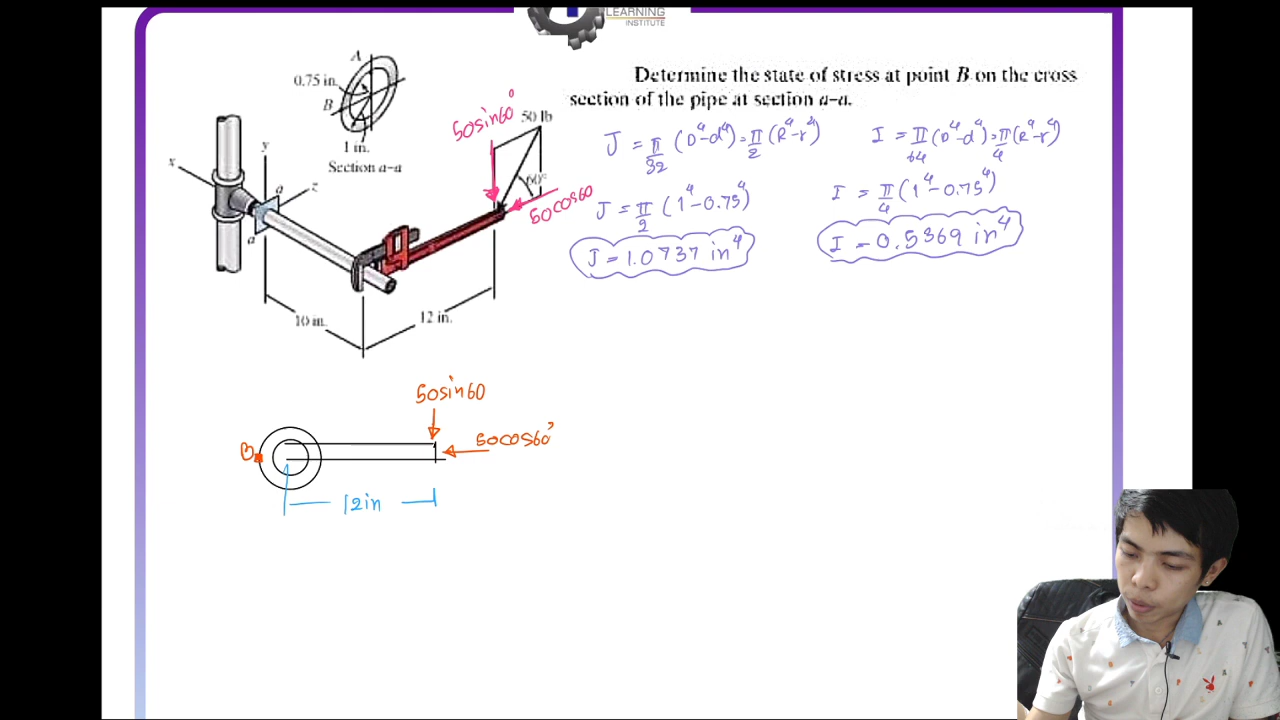 LEARNING
INSTITUTE
Determine the state of stress at point B on the cross
section of the pipe at section a–a.
A
0.75 in.
B
1 in.
Section a–a
x
y
z
a
a
50sin60°
50 lb
60°
50cos60
10 in.
12 in.
J = π/32 (D⁴-d⁴) = π/2 (R⁴-r⁴)
J = π/2 (1⁴-0.75⁴)
J = 1.0737 in⁴
I = π/64 (D⁴-d⁴) = π/4 (R⁴-r⁴)
I = π/4 (1⁴-0.75⁴)
I = 0.5369 in⁴
50sin60
50cos60°
B
12in